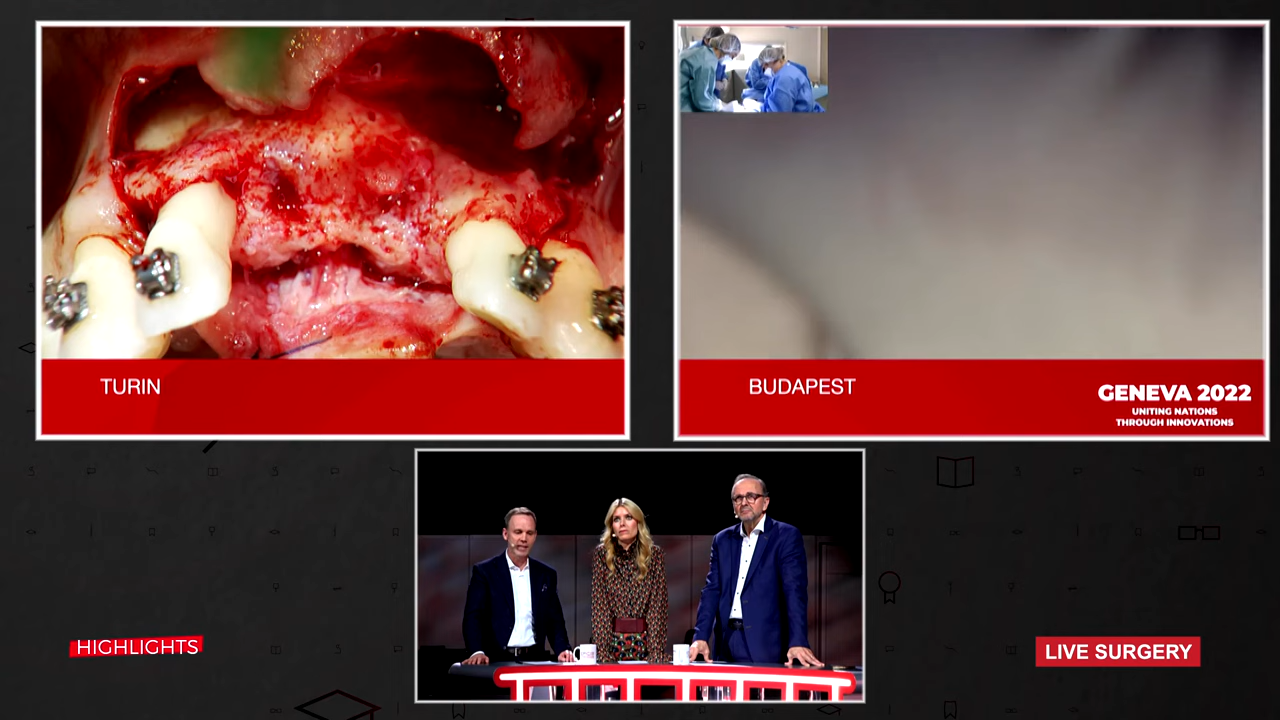 TURIN
BUDAPEST
GENEVA 2022
UNITING NATIONS
THROUGH INNOVATIONS
HIGHLIGHTS
LIVE SURGERY